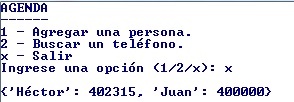 AGENDA
------
1 - Agregar una persona.
2 - Buscar un teléfono.
x - Salir
Ingrese una opción (1/2/x): x
{'Héctor': 402315, 'Juan': 400000}